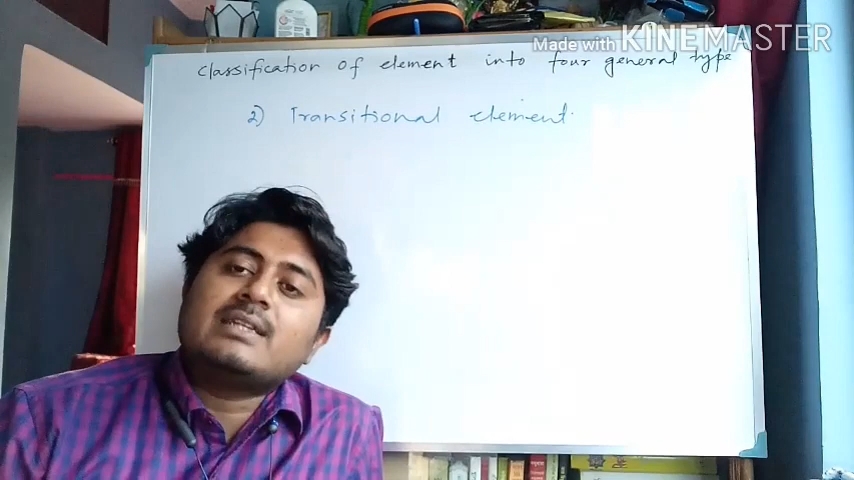 Made with KINEMASTER
Classification of element into four general type
2) Transitional element.